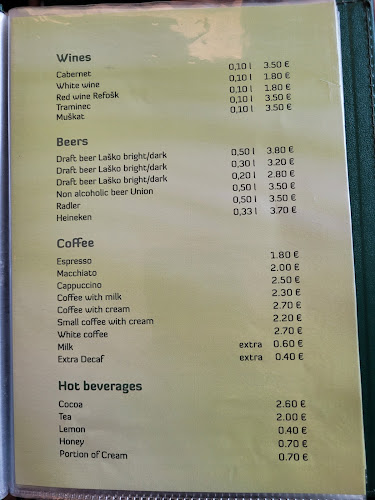 Wines
Cabernet 0,10 l 3.50 €
White wine 0,10 l 1.80 €
Red wine Refošk 0,10 l 1.80 €
Traminec 0,10 l 3.50 €
Muškat 0,10 l 3.50 €
Beers
Draft beer Laško bright/dark 0,50 l 3.80 €
Draft beer Laško bright/dark 0,30 l 3.20 €
Draft beer Laško bright/dark 0,20 l 2.80 €
Non alcoholic beer Union 0,50 l 3.50 €
Radler 0,50 l 3.50 €
Heineken 0,33 l 3.70 €
Coffee
Espresso 1.80 €
Macchiato 2.00 €
Cappuccino 2.50 €
Coffee with milk 2.30 €
Coffee with cream 2.70 €
Small coffee with cream 2.20 €
White coffee 2.70 €
Milk extra 0.60 €
Extra Decaf extra 0.40 €
Hot beverages
Cocoa 2.60 €
Tea 2.00 €
Lemon 0.40 €
Honey 0.70 €
Portion of Cream 0.70 €